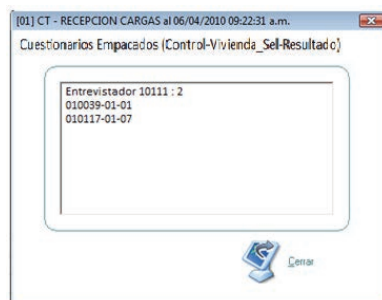 [01] CT - RECEPCION CARGAS al 06/04/2010 09:22:31 a.m.
Cuestionarios Empacados (Control-Vivienda_Sel-Resultado)
Entrevistador 10111 : 2
010039-01-01
010117-01-07
Cerrar